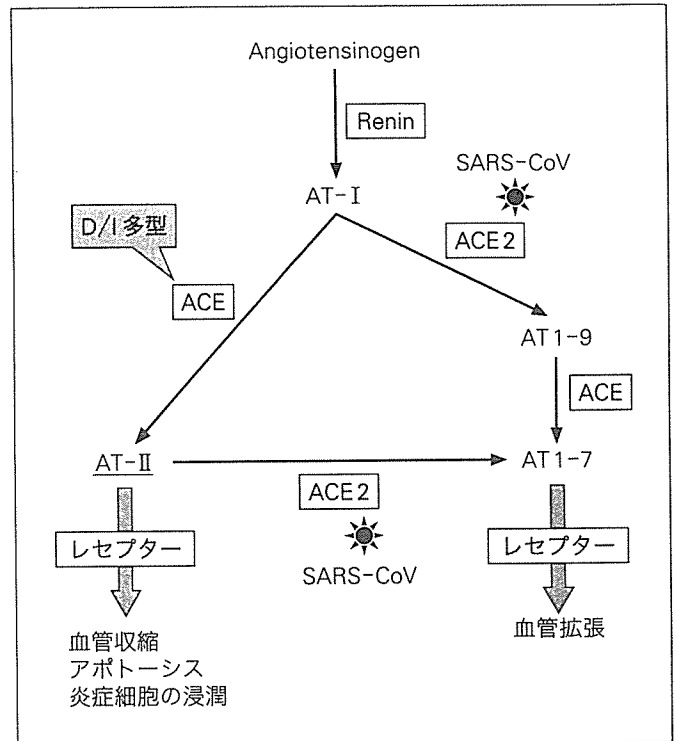 Angiotensinogen
Renin
SARS-CoV
AT-Ⅰ
D/I多型
ACE2
ACE
AT1-9
ACE
AT-Ⅱ
AT1-7
ACE2
レセプター
レセプター
SARS-CoV
血管収縮
アポトーシス
炎症細胞の浸潤
血管拡張